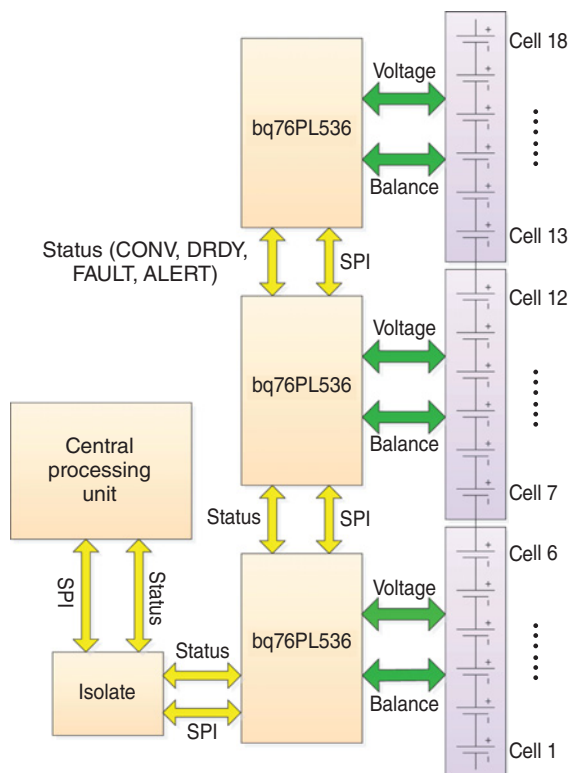 Cell 18
Voltage
bq76PL536
Balance
Cell 13
Status (CONV, DRDY,
FAULT, ALERT)
SPI
Cell 12
Voltage
bq76PL536
Balance
Cell 7
Central
processing
unit
Status
SPI
Cell 6
SPI
Status
Voltage
bq76PL536
Status
Isolate
Balance
SPI
Cell 1